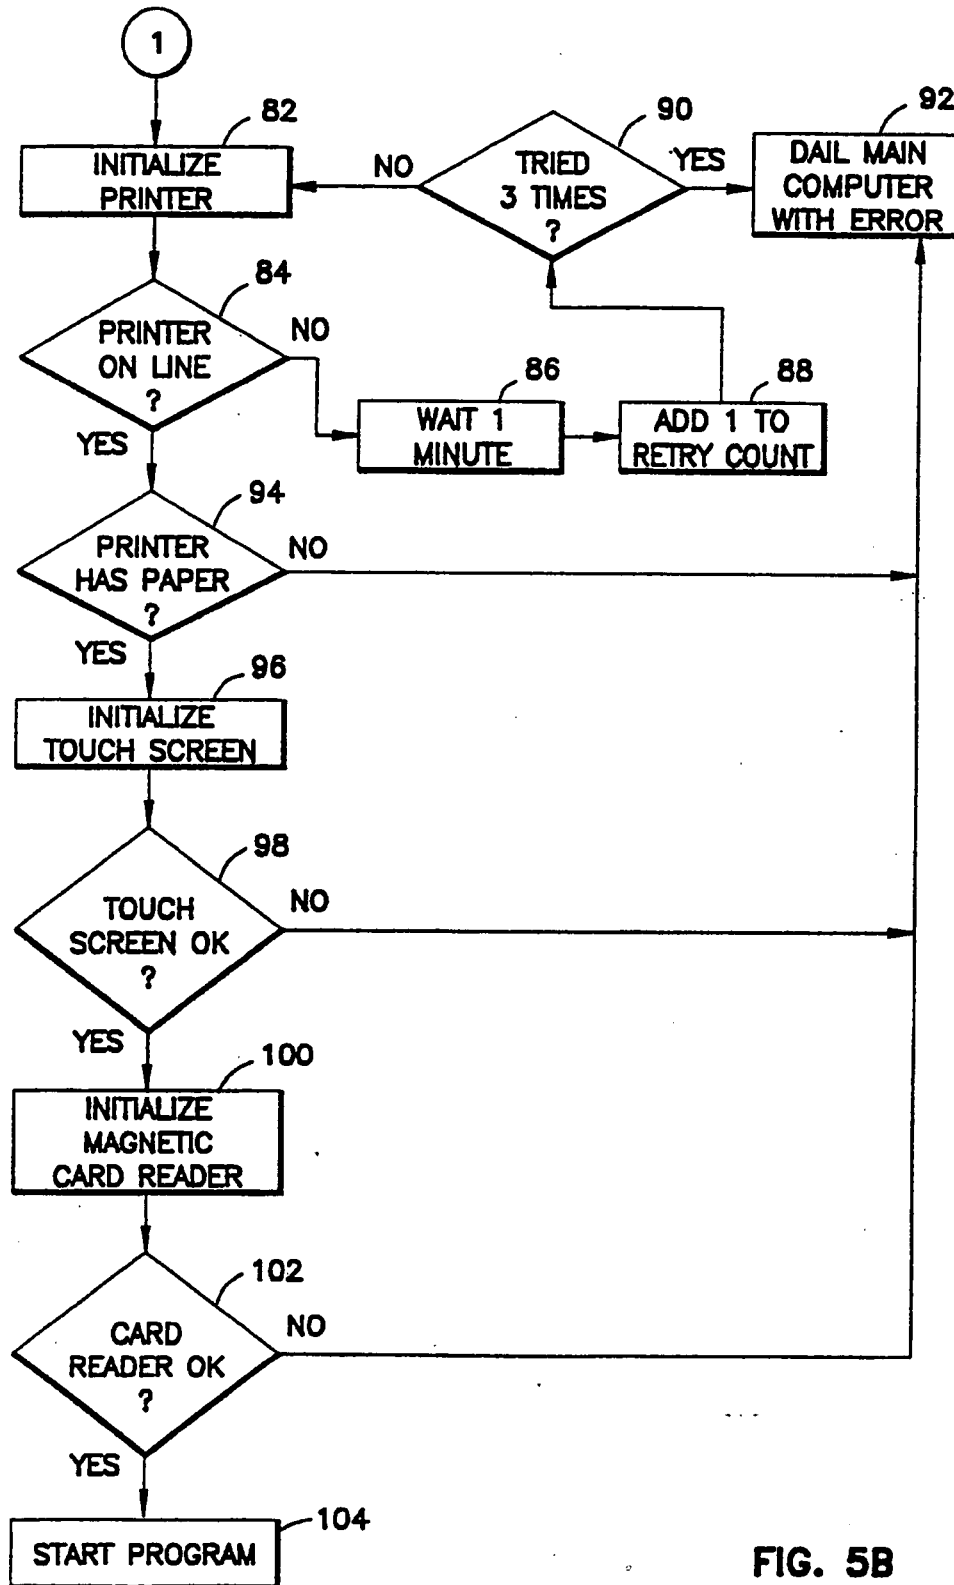 1
82
INITIALIZE
PRINTER
90
TRIED
3 TIMES
?
NO
YES
92
DAIL MAIN
COMPUTER
WITH ERROR
84
PRINTER
ON LINE
?
NO
YES
86
WAIT 1
MINUTE
88
ADD 1 TO
RETRY COUNT
94
PRINTER
HAS PAPER
?
NO
YES
96
INITIALIZE
TOUCH SCREEN
98
TOUCH
SCREEN OK
?
NO
YES
100
INITIALIZE
MAGNETIC
CARD READER
102
CARD
READER OK
?
NO
YES
104
START PROGRAM
FIG. 5B